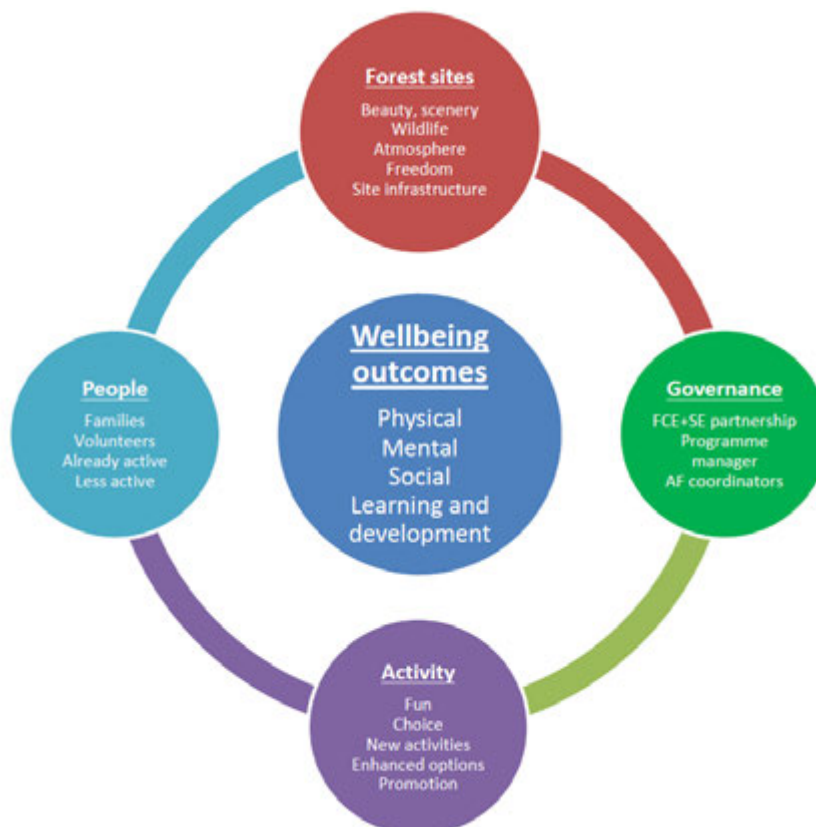 Forest sites
Beauty, scenery
Wildlife
Atmosphere
Freedom
Site infrastructure
Wellbeing
outcomes
Physical
Mental
Social
Learning and
development
People
Families
Volunteers
Already active
Less active
Governance
FCE+SE partnership
Programme
manager
AF coordinators
Activity
Fun
Choice
New activities
Enhanced options
Promotion